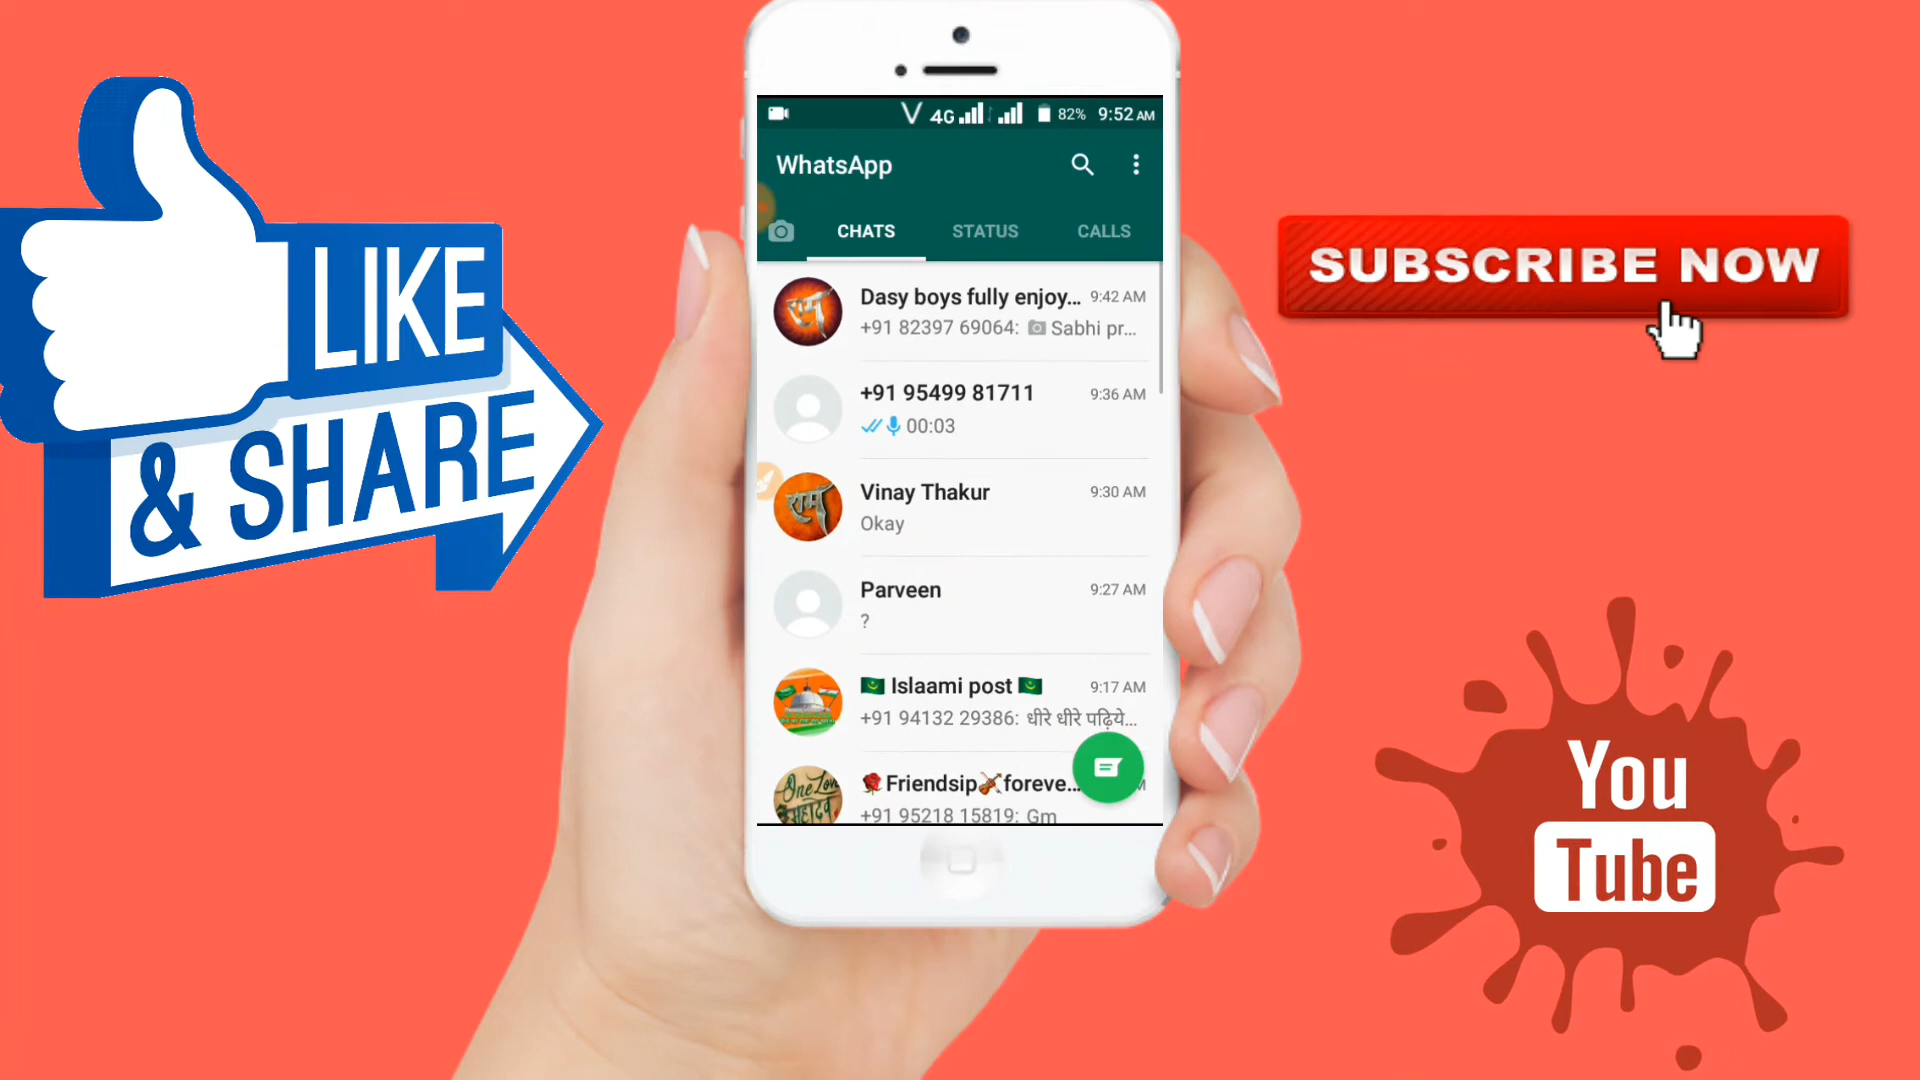 LIKE
& SHARE
4G 82% 9:52 AM
WhatsApp
CHATS STATUS CALLS
Dasy boys fully enjoy... 9:42 AM
+91 82397 69064: Sabhi pr...
+91 95499 81711 9:36 AM
00:03
Vinay Thakur 9:30 AM
Okay
Parveen 9:27 AM
?
Islaami post 9:17 AM
+91 94132 29386: धीरे धीरे पढ़िये...
Friendsip foreve...
+91 95218 15819: Gm
राम
राम
One Love
महादेव
SUBSCRIBE NOW
You
Tube